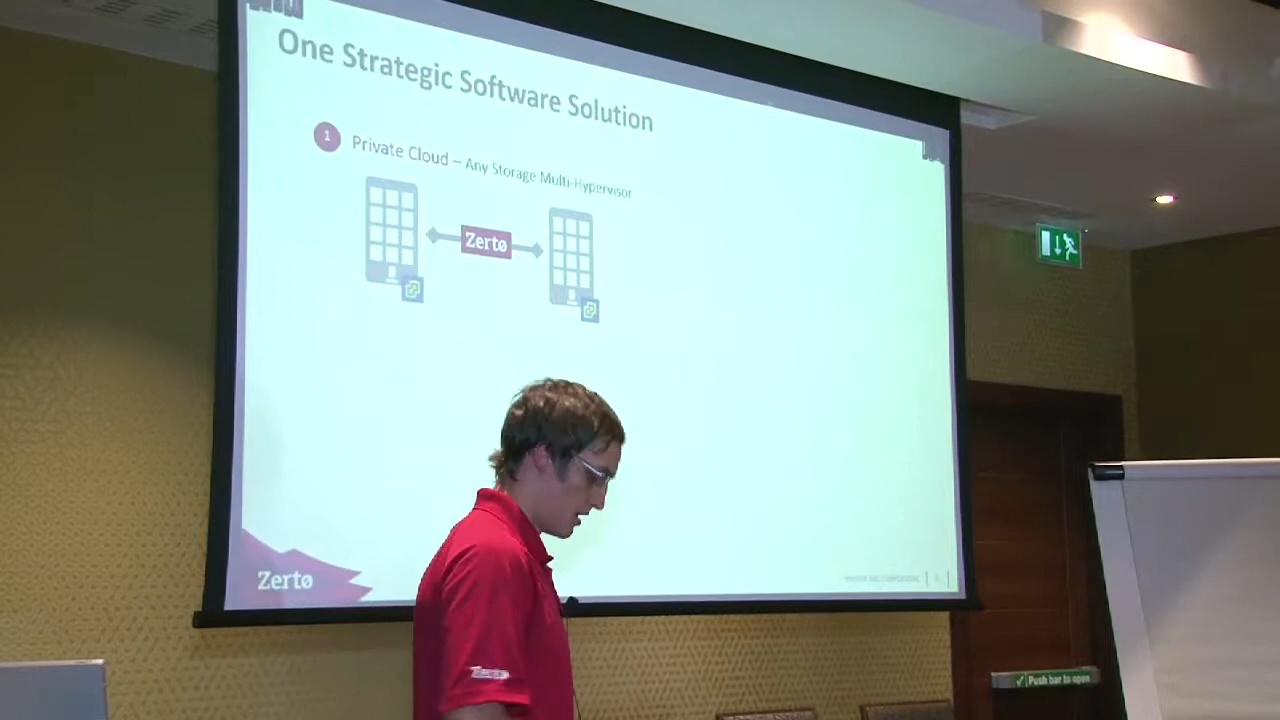 One Strategic Software Solution
1
Private Cloud – Any Storage Multi-Hypervisor
Zerto
Zerto
Zerto
Push bar to open